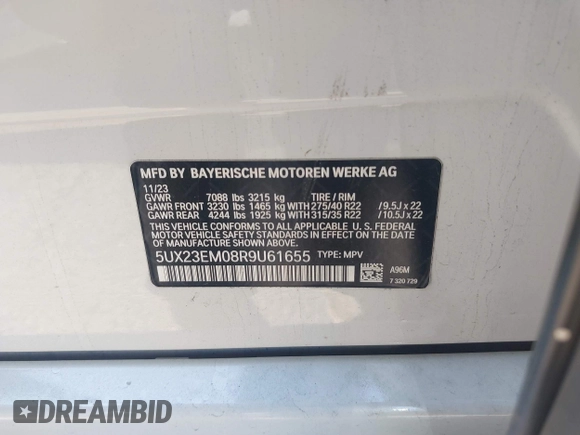 MFD BY BAYERISCHE MOTOREN WERKE AG
11/23
GVWR 7088 lbs 3215 kg TIRE / RIM
GAWR FRONT 3230 lbs 1465 kg WITH 275/40 R22 / 9.5J x 22
GAWR REAR 4244 lbs 1925 kg WITH 315/35 R22 / 10.5J x 22
THIS VEHICLE CONFORMS TO ALL APPLICABLE U. S. FEDERAL
MOTOR VEHICLE SAFETY AND THEFT PREVENTION STANDARDS
IN EFFECT ON THE DATE OF MANUFACTURE SHOWN ABOVE.
5UX23EM08R9U61655 TYPE: MPV
A96M
7 320 729
DREAMBID